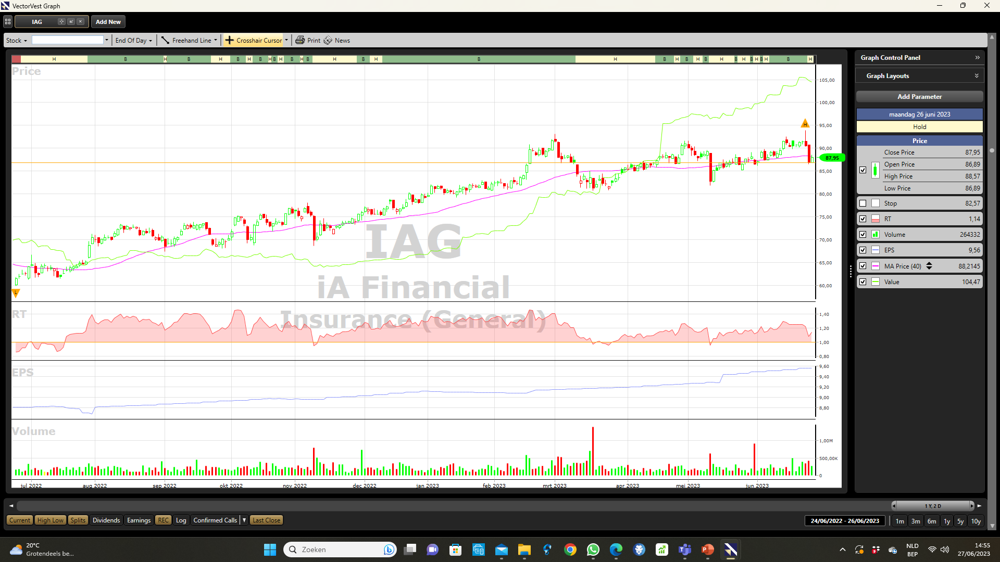 VectorVest Graph
IAG
Add New
Stock
End Of Day
Freehand Line
Crosshair Cursor
Print
News
H B H B H B H B H B H B H B H B H B H B H B H B H B H B H B H B H B H
Price
105,00
100,00
95,00
90,00
87,95
85,00
80,00
75,00
70,00
65,00
60,00
H
L
IAG
iA Financial
Insurance (General)
RT
1,40
1,20
1,00
0,80
EPS
9,60
9,40
9,20
9,00
8,80
Volume
1,00M
500,00K
0
jul 2022 aug 2022 sep 2022 okt 2022 nov 2022 dec 2022 jan 2023 feb 2023 mrt 2023 apr 2023 mei 2023 jun 2023
Graph Control Panel
Graph Layouts
Add Parameter
maandag 26 juni 2023
Hold
Price
Close Price 87,95
Open Price 86,89
High Price 88,57
Low Price 86,89
Stop 82,57
RT 1,14
Volume 264332
EPS 9,56
MA Price (40) 88,2145
Value 104,47
1 Y, 2 D
Current High Low Splits Dividends Earnings REC Log Confirmed Calls Last Close
24/06/2022 - 26/06/2023
1m 3m 6m 1y 5y 10y
20°C
Grotendeels be...
Zoeken
NLD
BEP
14:55
27/06/2023